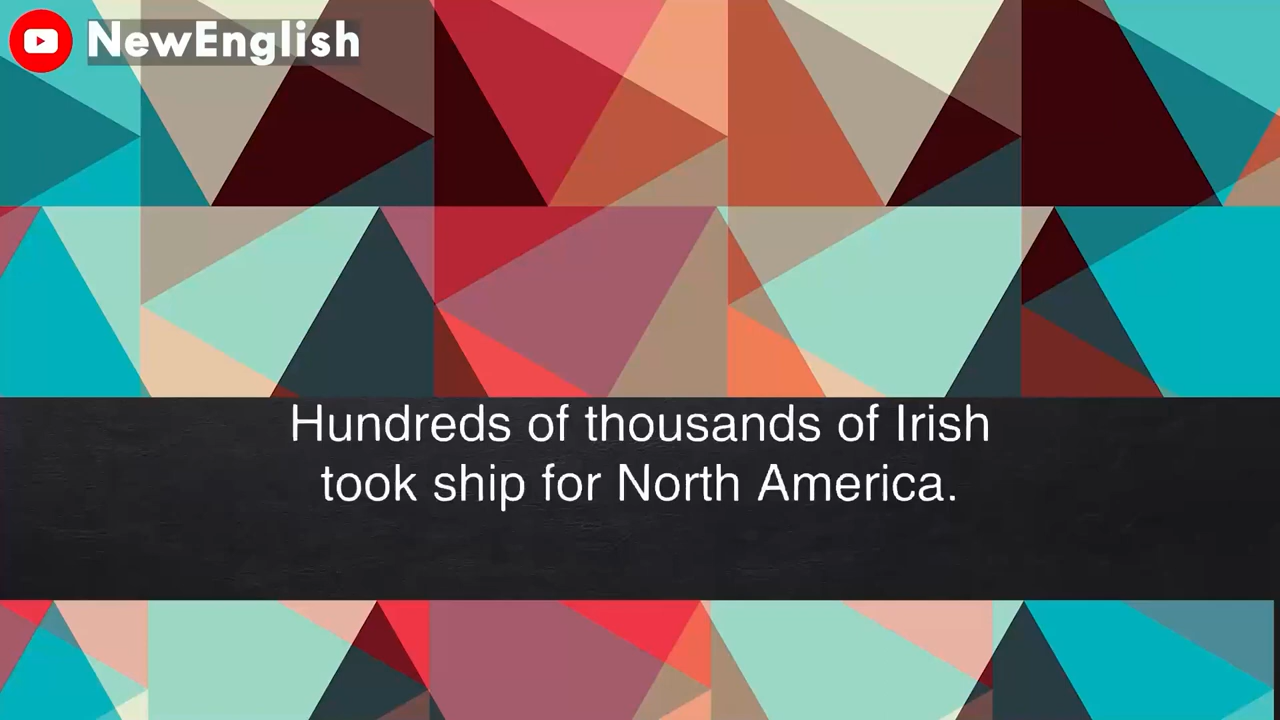 NewEnglish
Hundreds of thousands of Irish
took ship for North America.